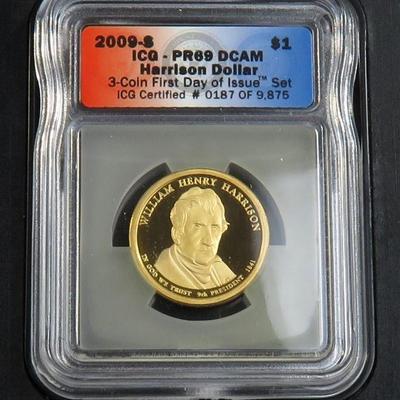 2009-S $1
ICG - PR69 DCAM
Harrison Dollar
3-Coin First Day of Issue™ Set
ICG Certified # 0187 OF 9,875
WILLIAM HENRY HARRISON
IN GOD WE TRUST 9th PRESIDENT 1841